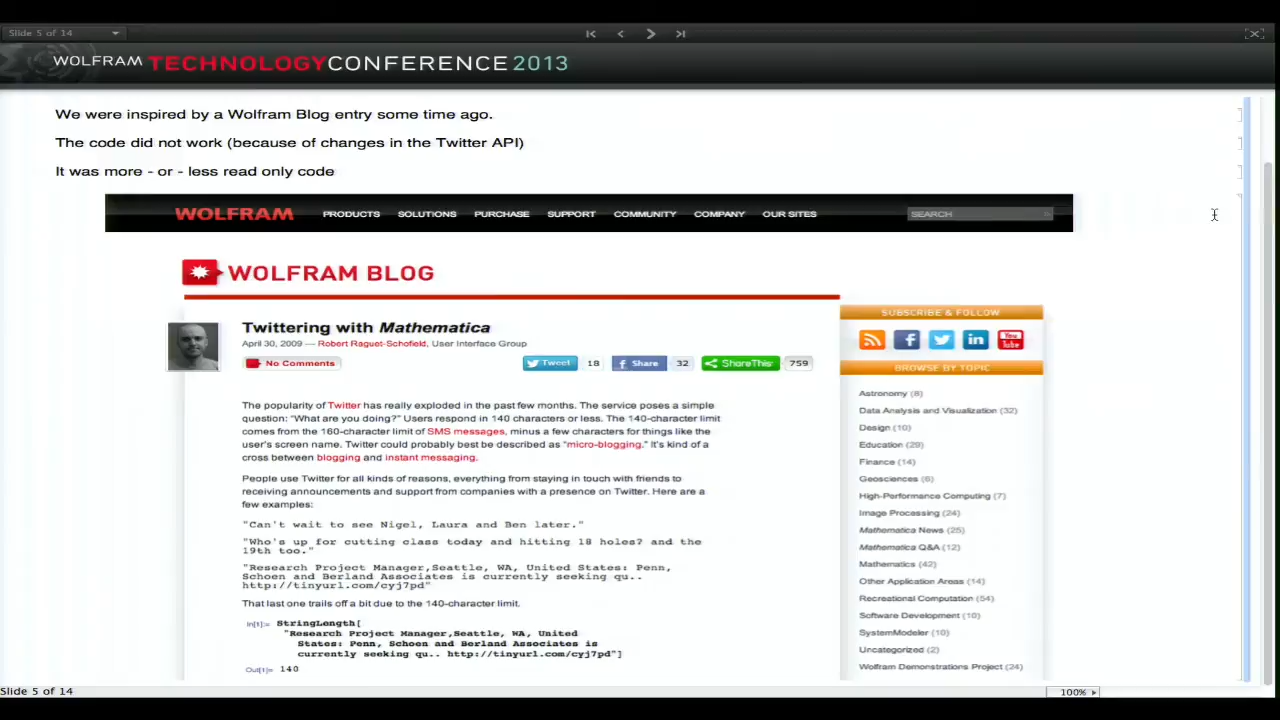 Slide 5 of 14
WOLFRAM TECHNOLOGYCONFERENCE 2013
We were inspired by a Wolfram Blog entry some time ago.
The code did not work (because of changes in the Twitter API)
It was more - or - less read only code
WOLFRAM PRODUCTS SOLUTIONS PURCHASE SUPPORT COMMUNITY COMPANY OUR SITES SEARCH
WOLFRAM BLOG
Twittering with Mathematica
April 30, 2009 — Robert Raguet-Schofield, User Interface Group
No Comments
Tweet 18 Share 32 ShareThis 759
The popularity of Twitter has really exploded in the past few months. The service poses a simple
question: "What are you doing?" Users respond in 140 characters or less. The 140-character limit
comes from the 160-character limit of SMS messages, minus a few characters for things like the
user's screen name. Twitter could probably best be described as "micro-blogging." It's kind of a
cross between blogging and instant messaging.
People use Twitter for all kinds of reasons, everything from staying in touch with friends to
receiving announcements and support from companies with a presence on Twitter. Here are a
few examples:
"Can't wait to see Nigel, Laura and Ben later."
"Who's up for cutting class today and hitting 18 holes? and the
19th too."
"Research Project Manager,Seattle, WA, United States: Penn,
Schoen and Berland Associates is currently seeking qu..
http://tinyurl.com/cyj7pd"
That last one trails off a bit due to the 140-character limit.
In[1]:= StringLength[
"Research Project Manager,Seattle, WA, United
States: Penn, Schoen and Berland Associates is
currently seeking qu.. http://tinyurl.com/cyj7pd"]
Out[1]= 140
SUBSCRIBE & FOLLOW
You
Tube
BROWSE BY TOPIC
Astronomy (8)
Data Analysis and Visualization (32)
Design (10)
Education (29)
Finance (14)
Geosciences (6)
High-Performance Computing (7)
Image Processing (24)
Mathematica News (25)
Mathematica Q&A (12)
Mathematics (42)
Other Application Areas (14)
Recreational Computation (54)
Software Development (10)
SystemModeler (10)
Uncategorized (2)
Wolfram Demonstrations Project (24)
Slide 5 of 14
100%